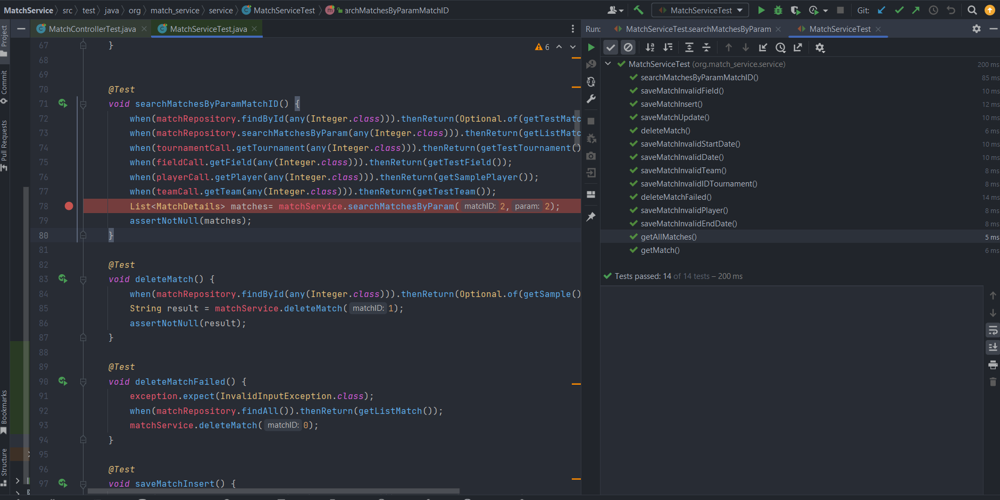 MatchService > src > test > java > org > match_service > service > MatchServiceTest > archMatchesByParamMatchID
MatchServiceTest
Git:
Project
Commit
Pull Requests
Bookmarks
Structure
MatchControllerTest.java
MatchServiceTest.java
6
67 }
68
69
70 @Test
71 void searchMatchesByParamMatchID() {
72 when(matchRepository.findById(any(Integer.class))).thenReturn(Optional.of(getTestMatc
73 when(matchRepository.searchMatchesByParam(any(Integer.class))).thenReturn(getListMatc
74 when(tournamentCall.getTournament(any(Integer.class))).thenReturn(getTestTournament()
75 when(fieldCall.getField(any(Integer.class))).thenReturn(getTestField());
76 when(playerCall.getPlayer(any(Integer.class))).thenReturn(getSamplePlayer());
77 when(teamCall.getTeam(any(Integer.class))).thenReturn(getTestTeam());
78 List<MatchDetails> matches= matchService.searchMatchesByParam( matchID: 2, param: 2);
79 assertNotNull(matches);
80 }
81
82 @Test
83 void deleteMatch() {
84 when(matchRepository.findById(any(Integer.class))).thenReturn(Optional.of(getSample()
85 String result = matchService.deleteMatch( matchID: 1);
86 assertNotNull(result);
87 }
88
89 @Test
90 void deleteMatchFailed() {
91 exception.expect(InvalidInputException.class);
92 when(matchRepository.findAll()).thenReturn(getListMatch());
93 matchService.deleteMatch( matchID: 0);
94 }
95
96 @Test
97 void saveMatchInsert() {
Run: MatchServiceTest.searchMatchesByParam MatchServiceTest
MatchServiceTest (org.match_service.service) 200 ms
searchMatchesByParamMatchID() 85 ms
saveMatchInvalidField() 10 ms
saveMatchInsert() 12 ms
saveMatchUpdate() 10 ms
deleteMatch() 6 ms
saveMatchInvalidStartDate() 10 ms
saveMatchInvalidDate() 10 ms
saveMatchInvalidTeam() 8 ms
saveMatchInvalidIDTournament() 8 ms
deleteMatchFailed() 14 ms
saveMatchInvalidPlayer() 8 ms
saveMatchInvalidEndDate() 8 ms
getAllMatches() 5 ms
getMatch() 6 ms
Tests passed: 14 of 14 tests – 200 ms